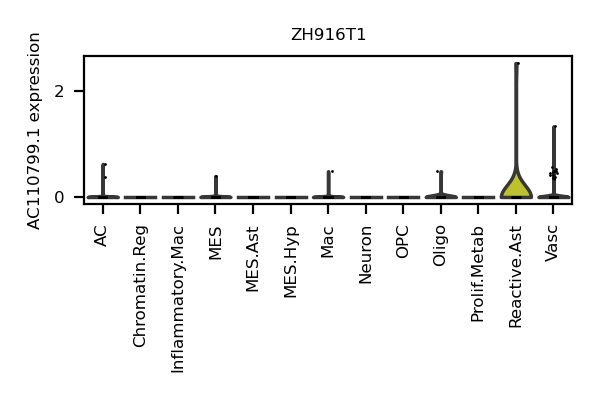 ZH916T1
AC110799.1 expression
2
0
AC
Chromatin.Reg
Inflammatory.Mac
MES
MES.Ast
MES.Hyp
Mac
Neuron
OPC
Oligo
Prolif.Metab
Reactive.Ast
Vasc